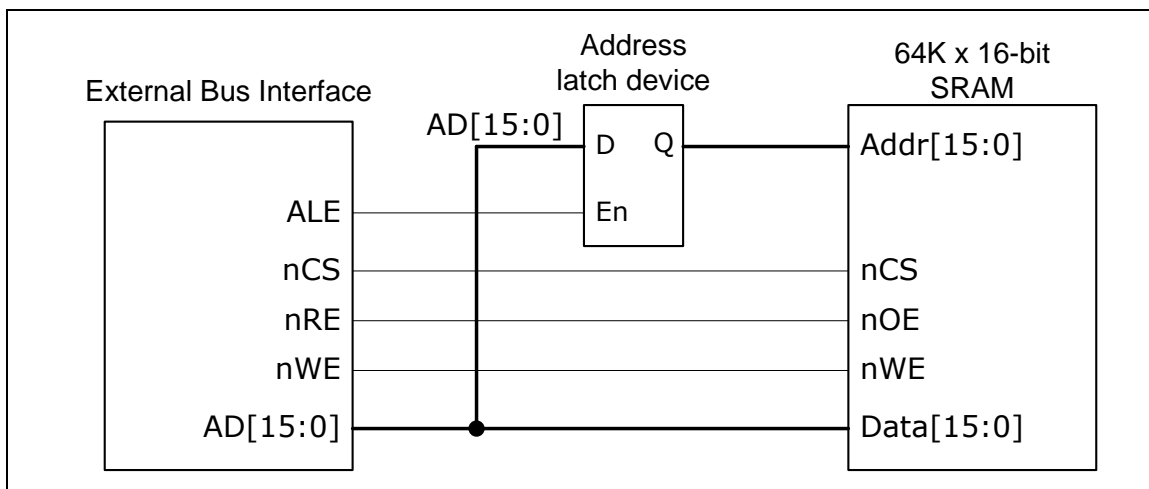 Address
latch device
64K x 16-bit
SRAM
External Bus Interface
AD[15:0]
D Q
Addr[15:0]
ALE
En
nCS
nCS
nRE
nOE
nWE
nWE
AD[15:0]
Data[15:0]